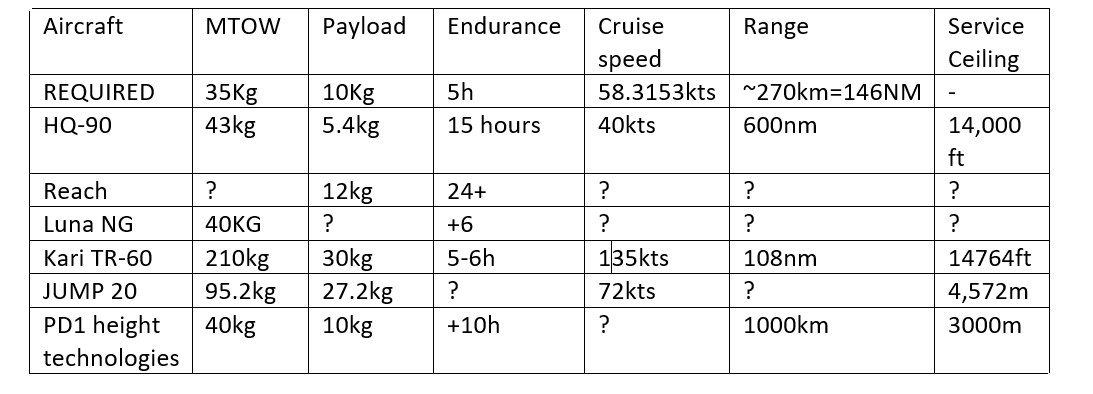 Aircraft MTOW Payload Endurance Cruise speed Range Service Ceiling
REQUIRED 35Kg 10Kg 5h 58.3153kts ~270km=146NM -
HQ-90 43kg 5.4kg 15 hours 40kts 600nm 14,000 ft
Reach ? 12kg 24+ ? ? ?
Luna NG 40KG ? +6 ? ? ?
Kari TR-60 210kg 30kg 5-6h 135kts 108nm 14764ft
JUMP 20 95.2kg 27.2kg ? 72kts ? 4,572m
PD1 height technologies 40kg 10kg +10h ? 1000km 3000m